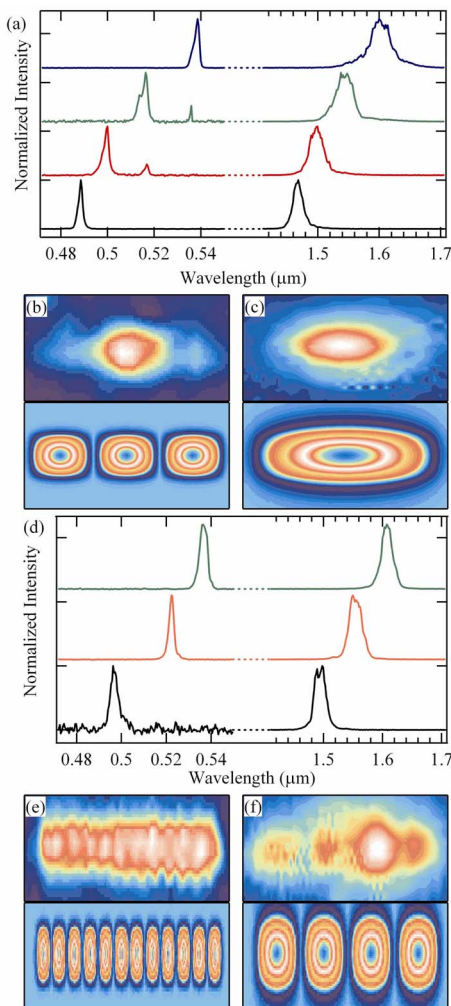 (a)
Normalized Intensity
0.48 0.5 0.52 0.54 1.5 1.6 1.7
Wavelength (μm)
(b) (c)
(d)
Normalized Intensity
0.48 0.5 0.52 0.54 1.5 1.6 1.7
Wavelength (μm)
(e) (f)